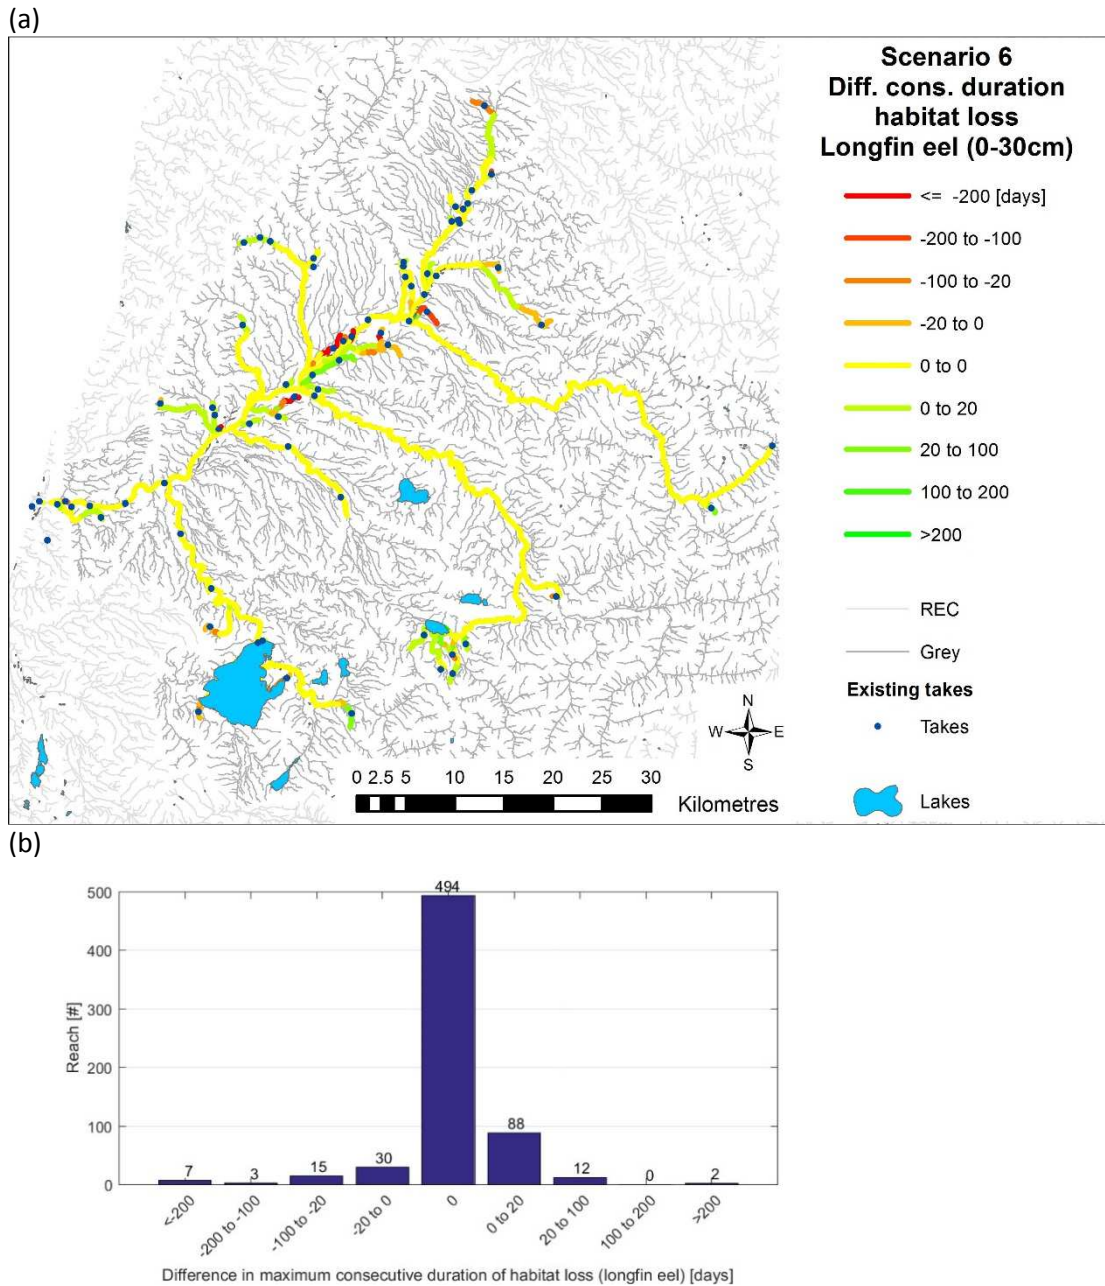 (a)
Scenario 6
Diff. cons. duration
habitat loss
Longfin eel (0-30cm)
<= -200 [days]
-200 to -100
-100 to -20
-20 to 0
0 to 0
0 to 20
20 to 100
100 to 200
>200
REC
Grey
Existing takes
Takes
Lakes
N
W E
S
0 2.5 5 10 15 20 25 30
Kilometres
(b)
Reach [#]
500
400
300
200
100
0
7 3 15 30 494 88 12 0 2
<-200 -200 to -100 -100 to -20 -20 to 0 0 0 to 20 20 to 100 100 to 200 >200
Difference in maximum consecutive duration of habitat loss (longfin eel) [days]